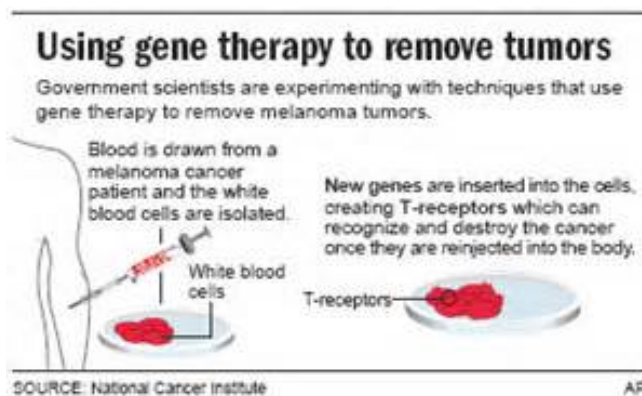 Using gene therapy to remove tumors
Government scientists are experimenting with techniques that use
gene therapy to remove melanoma tumors.
Blood is drawn from a
melanoma cancer
patient and the white
blood cells are isolated.
White blood
cells
New genes are inserted into the cells,
creating T-receptors which can
recognize and destroy the cancer
once they are reinjected into the body.
T-receptors
SOURCE: National Cancer Institute
AP